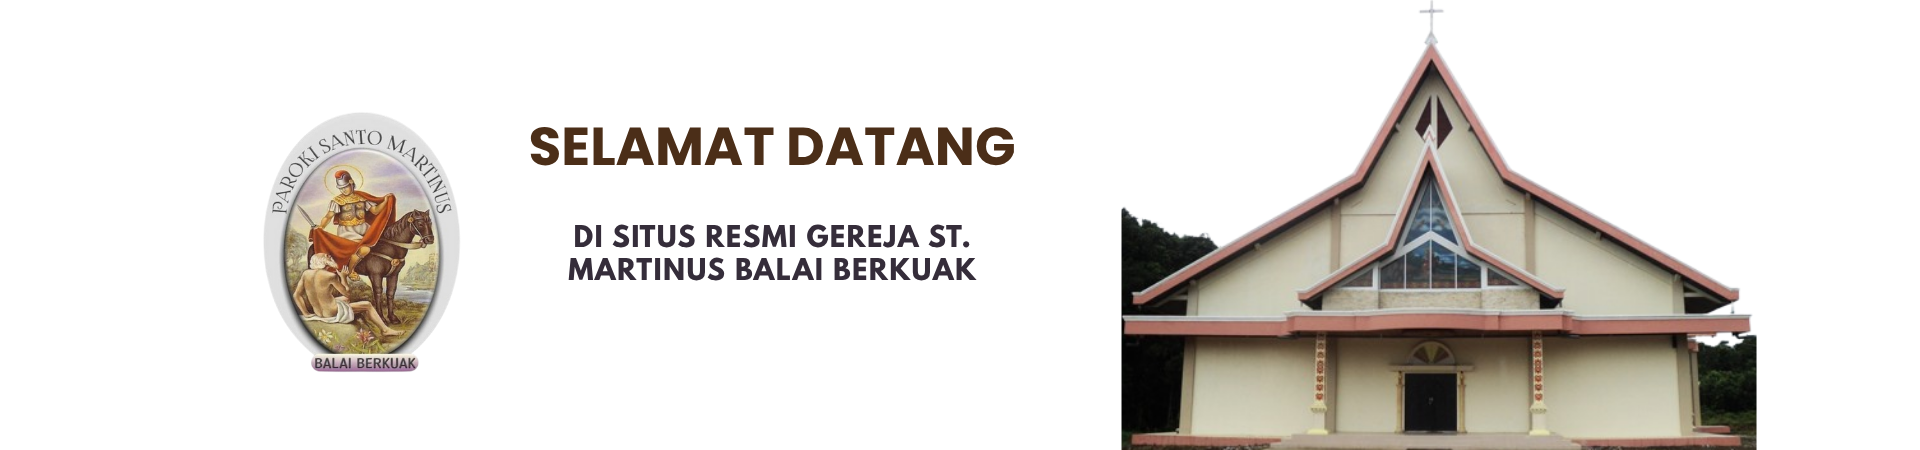 PAROKI SANTO MARTINUS
BALAI BERKUAK
SELAMAT DATANG
DI SITUS RESMI GEREJA ST.
MARTINUS BALAI BERKUAK